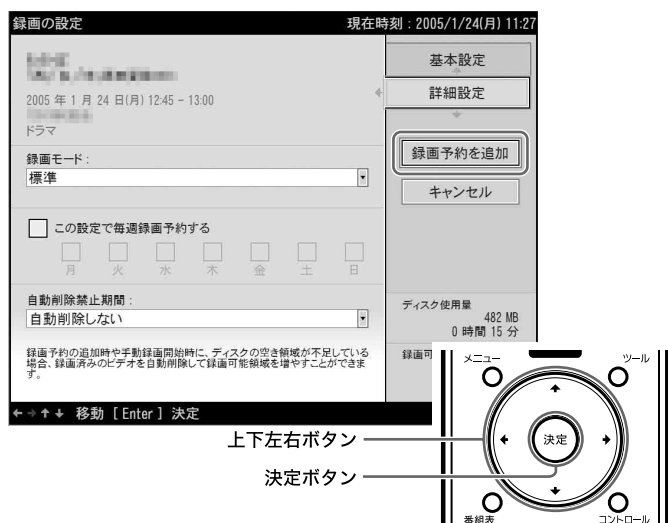 録画の設定
現在時刻 : 2005/1/24(月) 11:27
2005 年 1 月 24 日(月) 12:45 - 13:00
ドラマ
録画モード :
標準
この設定で毎週録画予約する
月 火 水 木 金 土 日
自動削除禁止期間 :
自動削除しない
録画予約の追加時や手動録画開始時に、ディスクの空き領域が不足している
場合、録画済みのビデオを自動削除して録画可能領域を増やすことができま
す。
基本設定
詳細設定
録画予約を追加
キャンセル
ディスク使用量
482 MB
0 時間 15 分
録画可
←→↑↓ 移動 [ Enter ] 決定
メニュー
ツール
決定
番組表
コントロール
上下左右ボタン
決定ボタン